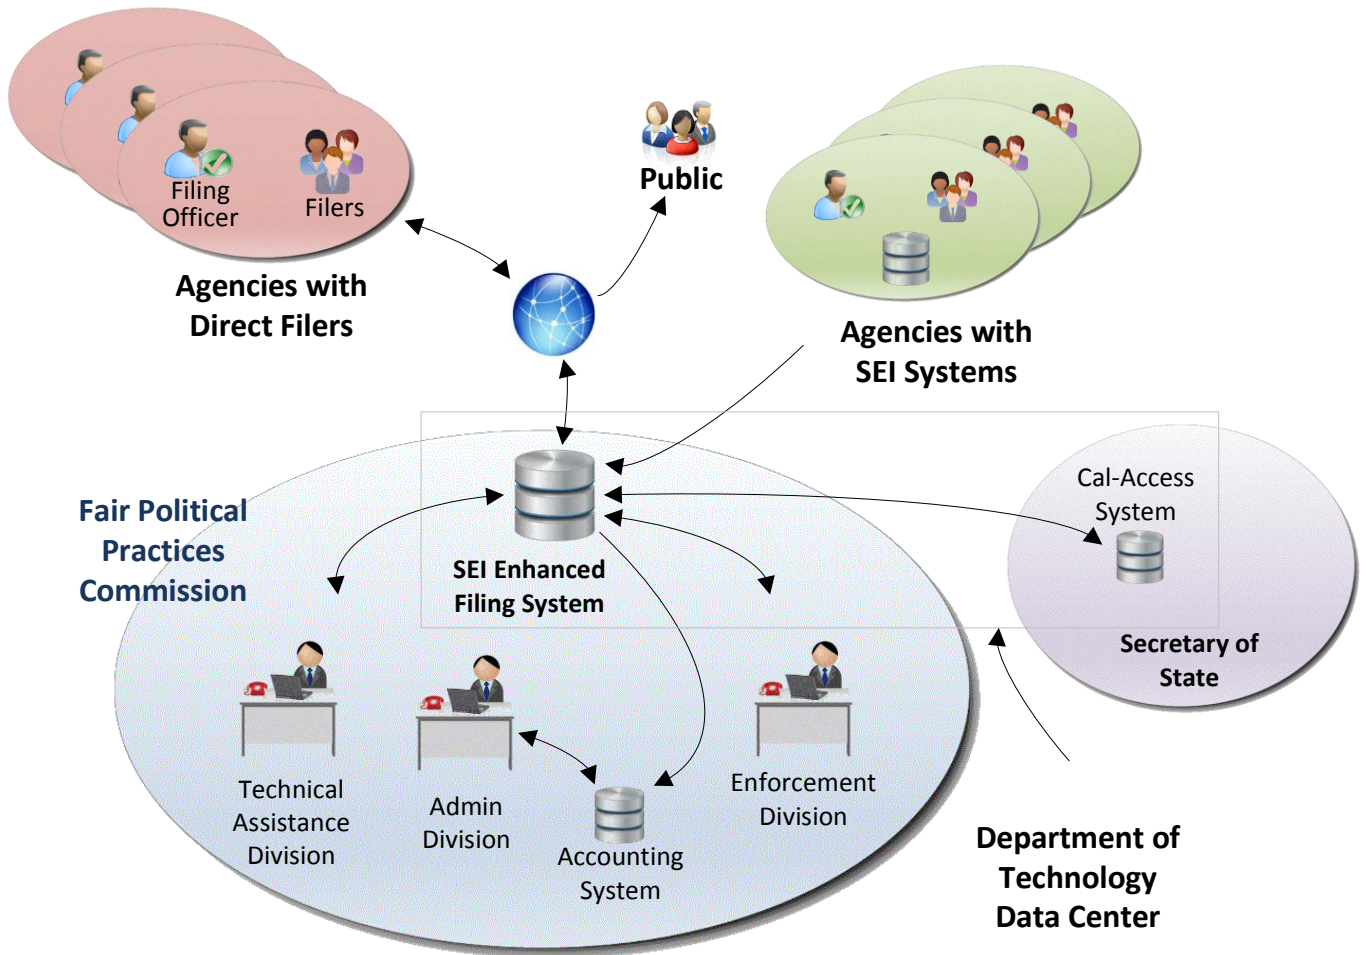 Filing
Officer
Filers
Agencies with
Direct Filers
Public
Agencies with
SEI Systems
Fair Political
Practices
Commission
SEI Enhanced
Filing System
Cal-Access
System
Secretary of
State
Technical
Assistance
Division
Admin
Division
Accounting
System
Enforcement
Division
Department of
Technology
Data Center